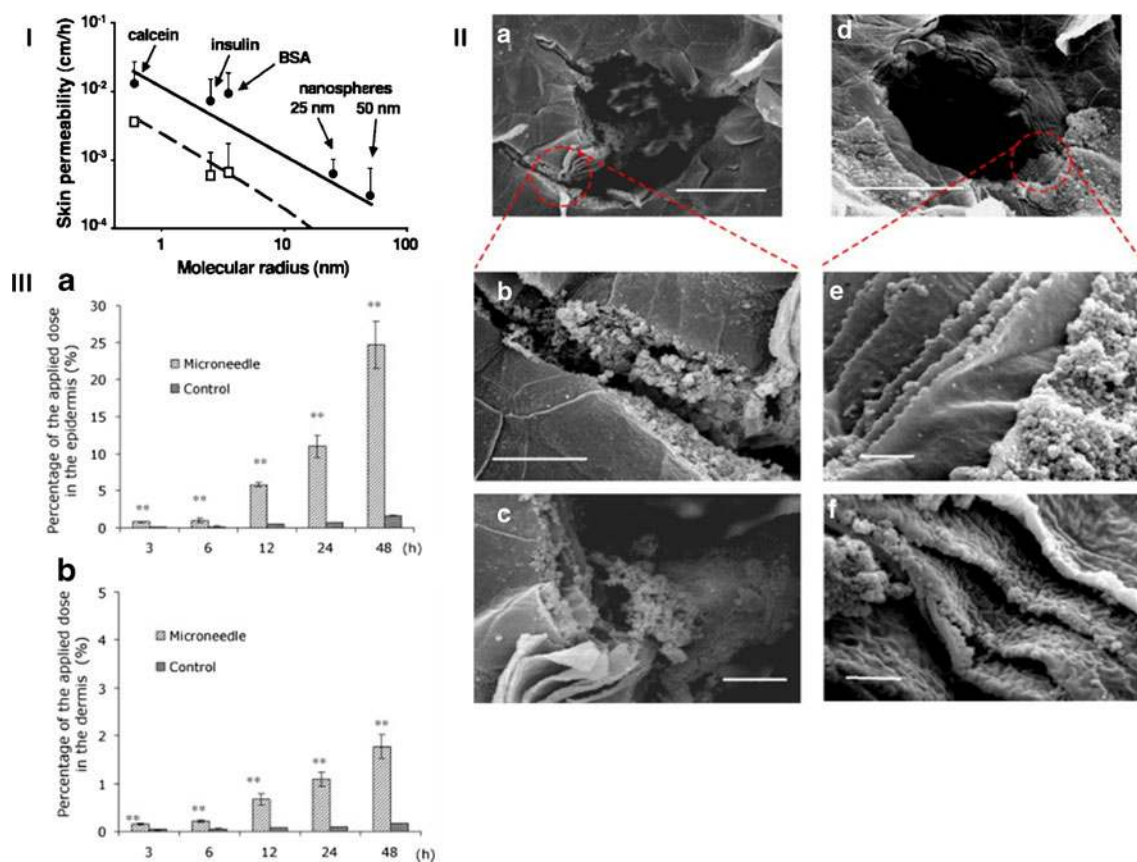 I
Skin permeability (cm/h)
10-1
10-2
10-3
10-4
calcein
insulin
BSA
nanospheres
25 nm 50 nm
1 10 100
Molecular radius (nm)
II
a
b
c
d
e
f
III
a
Percentage of the applied dose
in the epidermis (%)
30
25
20
15
10
5
0
Microneedle
Control
**
**
**
**
**
3 6 12 24 48 (h)
b
Percentage of the applied dose
in the dermis (%)
5
4
3
2
1
0
Microneedle
Control
**
**
**
**
**
3 6 12 24 48 (h)